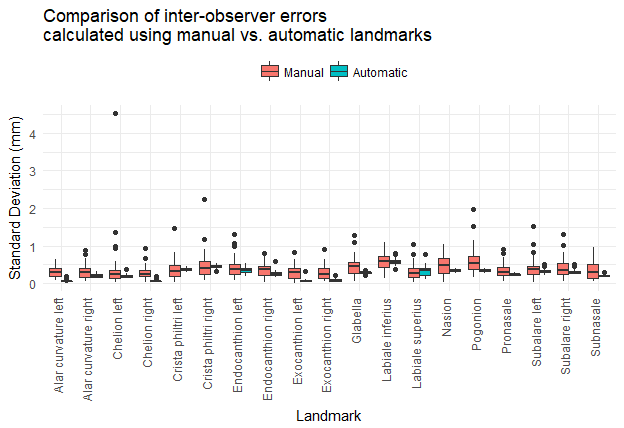 Comparison of inter-observer errors
calculated using manual vs. automatic landmarks
Manual
Automatic
Standard Deviation (mm)
4
3
2
1
0
Alar curvature left
Alar curvature right
Chelion left
Chelion right
Crista philtri left
Crista philtri right
Endocanthion left
Endocanthion right
Exocanthion left
Exocanthion right
Glabella
Labiale inferius
Labiale superius
Nasion
Pogonion
Pronasale
Subalare left
Subalare right
Subnasale
Landmark